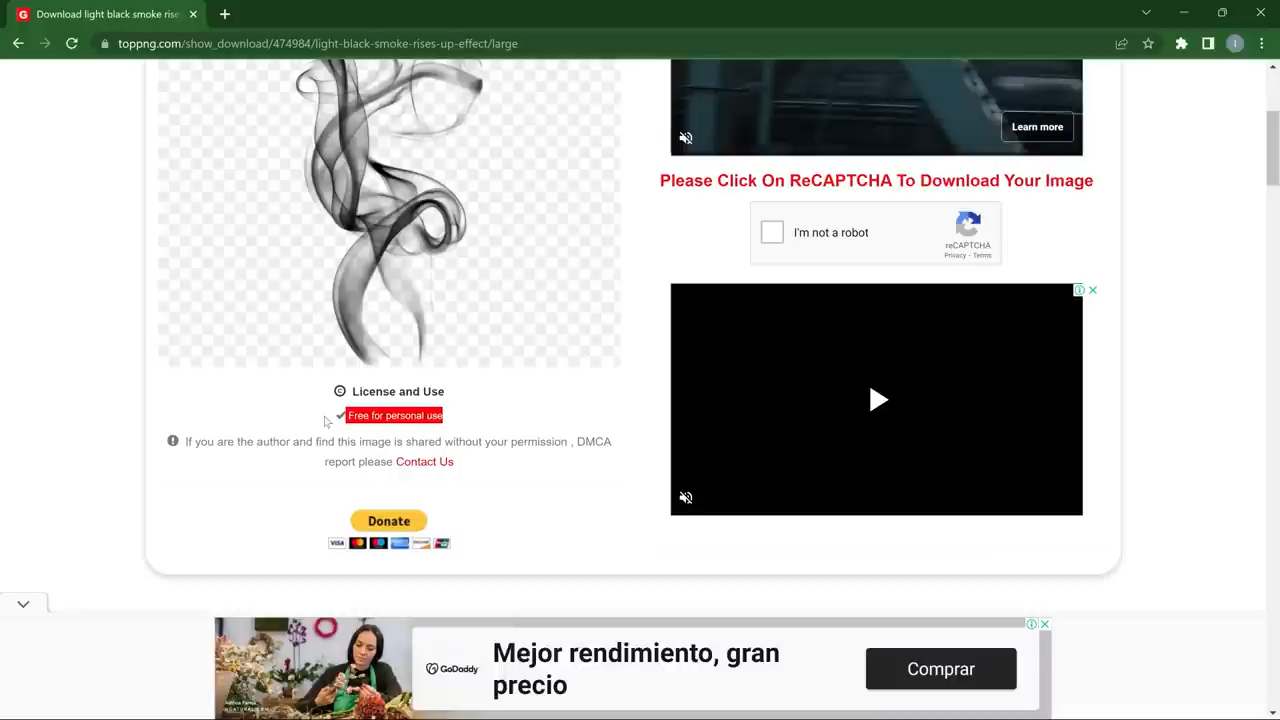 Download light black smoke rise
toppng.com/show_download/474984/light-black-smoke-rises-up-effect/large
Learn more
Please Click On ReCAPTCHA To Download Your Image
I'm not a robot
reCAPTCHA
Privacy - Terms
License and Use
Free for personal use
If you are the author and find this image is shared without your permission , DMCA
report please Contact Us
Donate
VISA
Mejor rendimiento, gran
precio
GoDaddy
Comprar